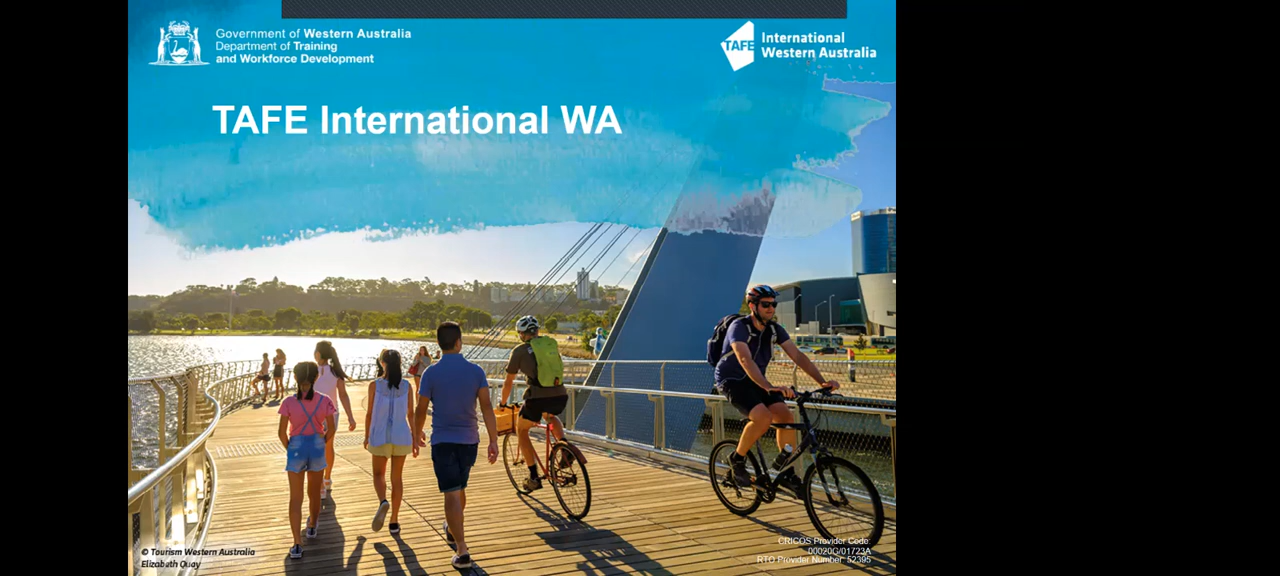 Government of Western Australia
Department of Training
and Workforce Development
TAFE
International
Western Australia
TAFE International WA
© Tourism Western Australia
Elizabeth Quay
CRICOS Provider Code:
00020G/01723A
RTO Provider Number: 52395